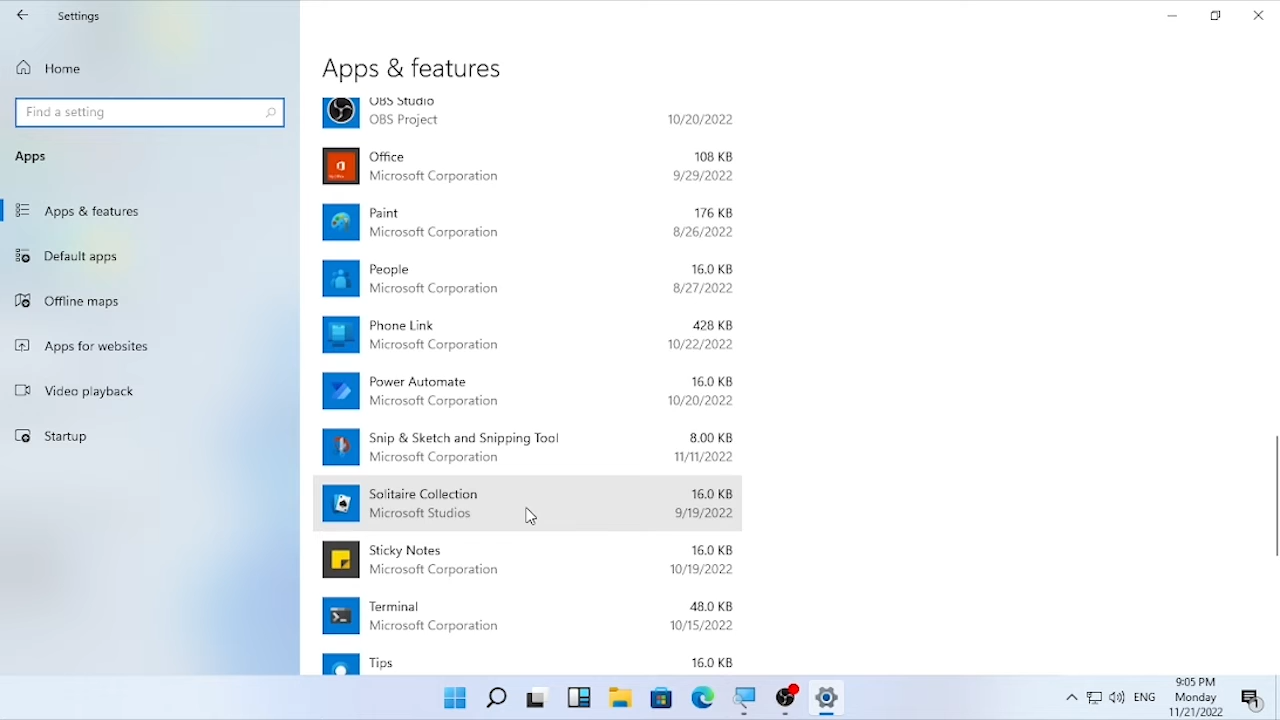 Settings
Home
Find a setting
Apps
Apps & features
Default apps
Offline maps
Apps for websites
Video playback
Startup
Apps & features
OBS Studio
OBS Project 10/20/2022
Office 108 KB
Microsoft Corporation 9/29/2022
Paint 176 KB
Microsoft Corporation 8/26/2022
People 16.0 KB
Microsoft Corporation 8/27/2022
Phone Link 428 KB
Microsoft Corporation 10/22/2022
Power Automate 16.0 KB
Microsoft Corporation 10/20/2022
Snip & Sketch and Snipping Tool 8.00 KB
Microsoft Corporation 11/11/2022
Solitaire Collection 16.0 KB
Microsoft Studios 9/19/2022
Sticky Notes 16.0 KB
Microsoft Corporation 10/19/2022
Terminal 48.0 KB
Microsoft Corporation 10/15/2022
Tips 16.0 KB
ENG
9:05 PM
Monday
11/21/2022
1